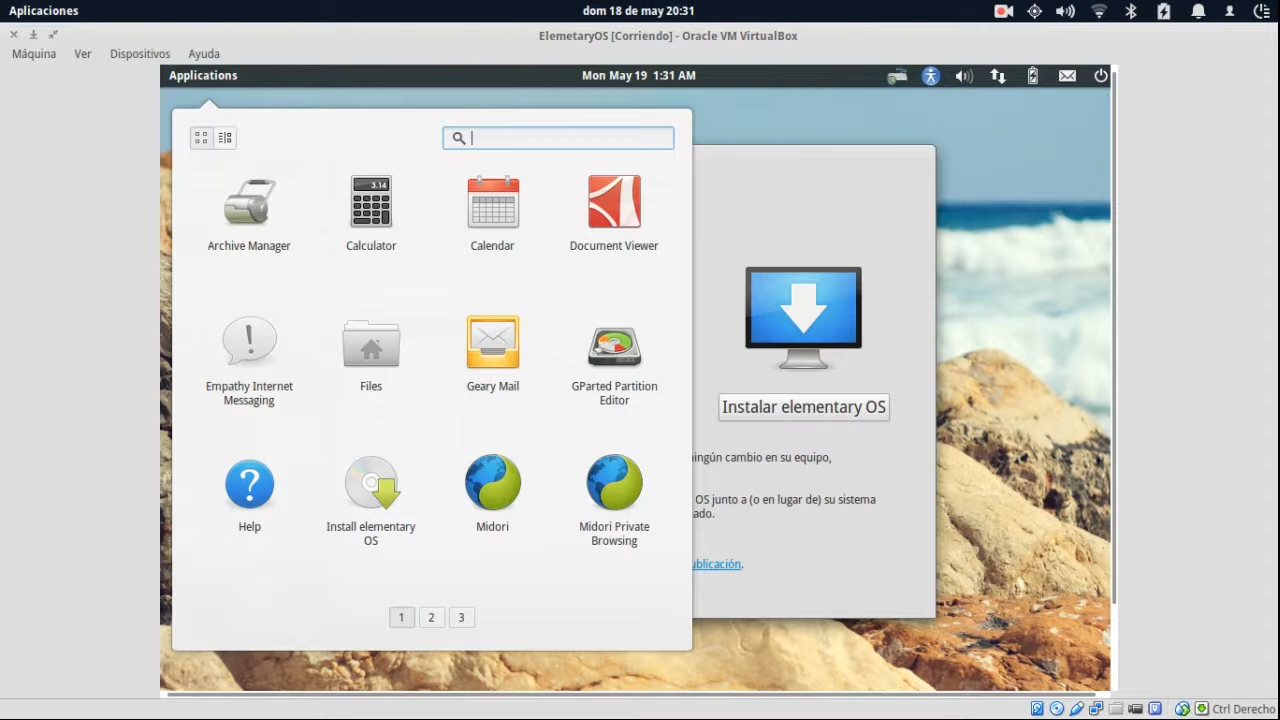 Aplicaciones
dom 18 de may 20:31
ElemetaryOS [Corriendo] - Oracle VM VirtualBox
Máquina Ver Dispositivos Ayuda
Applications
Mon May 19 1:31 AM
3.14
Archive Manager
Calculator
Calendar
Document Viewer
Empathy Internet
Messaging
Files
Geary Mail
GParted Partition
Editor
Help
Install elementary
OS
Midori
Midori Private
Browsing
1 2 3
Instalar elementary OS
ningún cambio en su equipo,
OS junto a (o en lugar de) su sistema
ado.
ublicación.
Ctrl Derecho